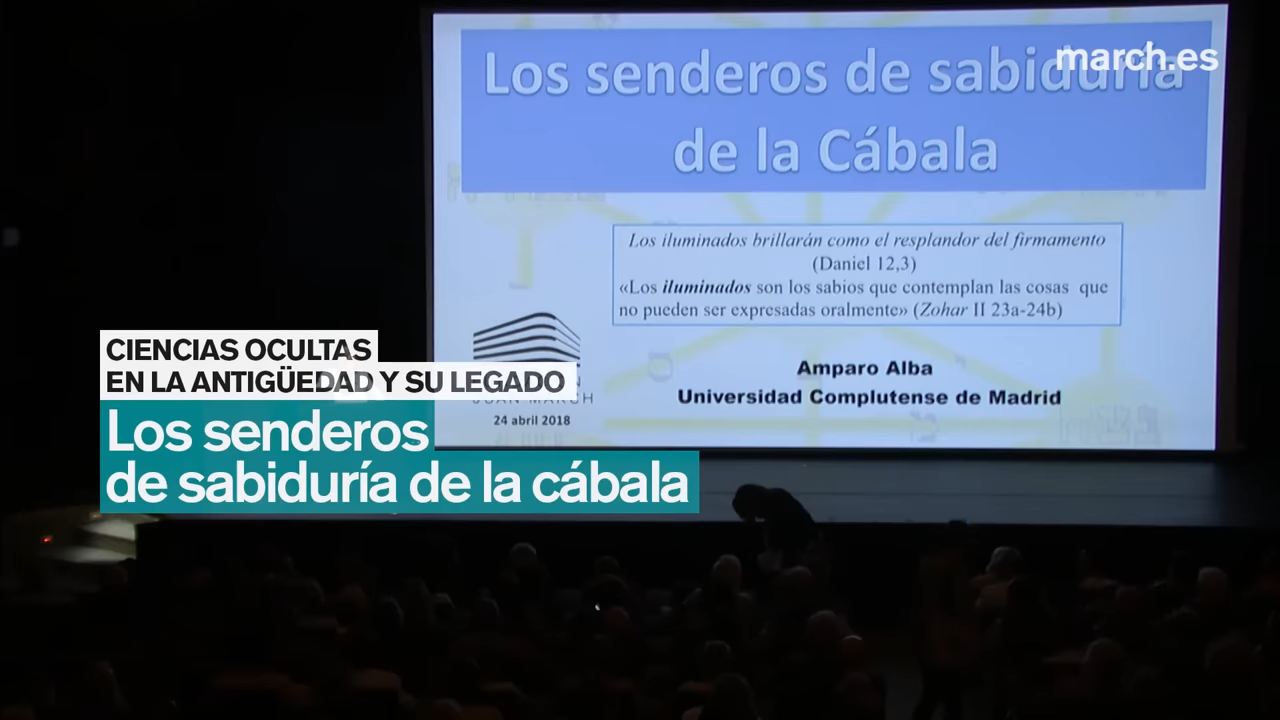 march.es
Los senderos de sabiduría
de la Cábala
Los iluminados brillarán como el resplandor del firmamento
(Daniel 12,3)
«Los iluminados son los sabios que contemplan las cosas que
no pueden ser expresadas oralmente» (Zohar II 23a-24b)
Amparo Alba
Universidad Complutense de Madrid
JUAN MARCH
24 abril 2018
CIENCIAS OCULTAS
EN LA ANTIGÜEDAD Y SU LEGADO
Los senderos
de sabiduría de la cábala